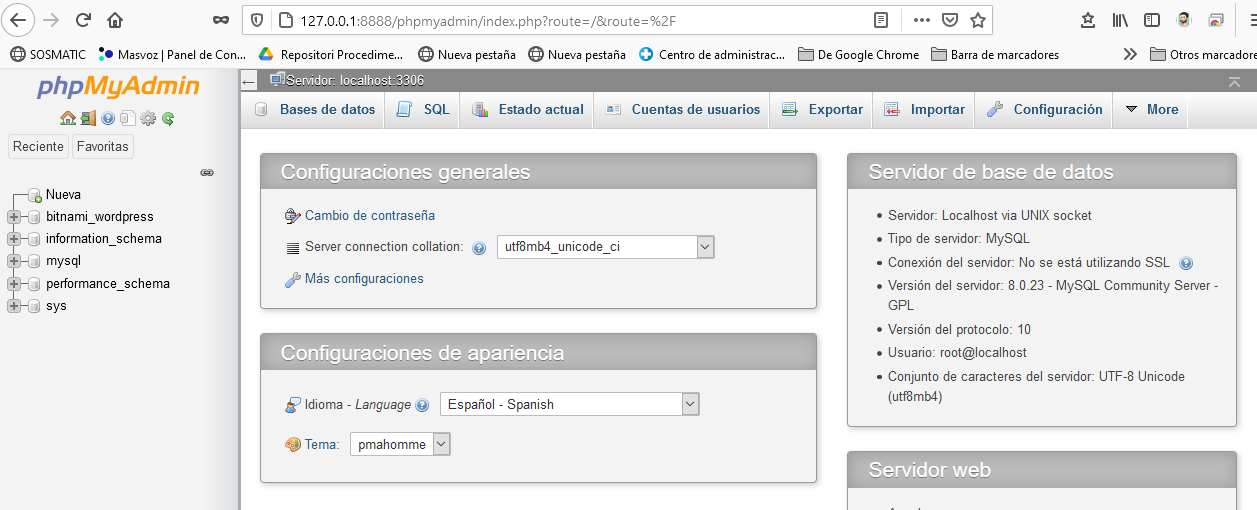 127.0.0.1:8888/phpmyadmin/index.php?route=/&route=%2F
SOSMATIC
Masvoz | Panel de Con...
Repositori Procedime...
Nueva pestaña
Nueva pestaña
Centro de administrac...
De Google Chrome
Barra de marcadores
Otros marcadore
phpMyAdmin
Reciente
Favoritas
Nueva
bitnami_wordpress
information_schema
mysql
performance_schema
sys
Servidor: localhost:3306
Bases de datos
SQL
Estado actual
Cuentas de usuarios
Exportar
Importar
Configuración
More
Configuraciones generales
Cambio de contraseña
Server connection collation:
utf8mb4_unicode_ci
Más configuraciones
Configuraciones de apariencia
Idioma - Language
Español - Spanish
Tema:
pmahomme
Servidor de base de datos
• Servidor: Localhost via UNIX socket
• Tipo de servidor: MySQL
• Conexión del servidor: No se está utilizando SSL
• Versión del servidor: 8.0.23 - MySQL Community Server -
GPL
• Versión del protocolo: 10
• Usuario: root@localhost
• Conjunto de caracteres del servidor: UTF-8 Unicode
(utf8mb4)
Servidor web